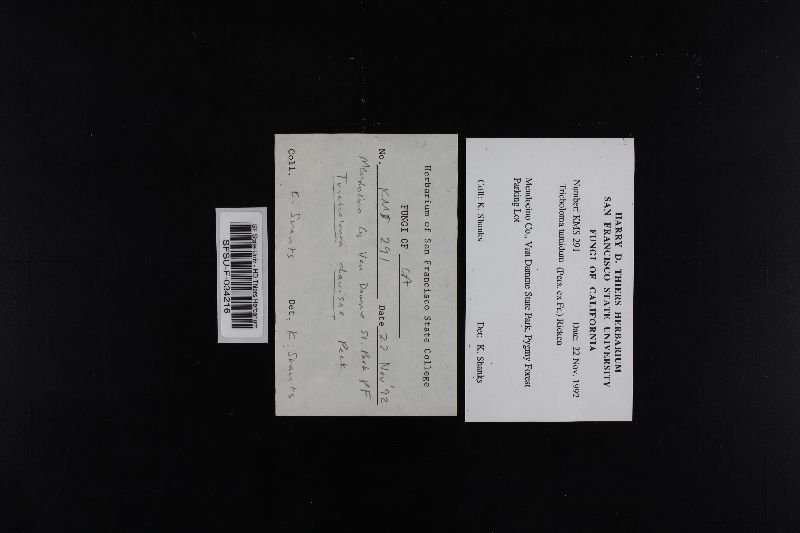 HARRY D. THIERS HERBARIUM
SAN FRANCISCO STATE UNIVERSITY
FUNGI OF CALIFORNIA
Number: KMS 291 Date: 22 Nov. 1992
Tricholoma tumidum (Pers. ex Fr.) Ricken
Mendocino Co., Van Damme State Park, Pygmy Forest
Parking Lot
Coll: K. Shanks Det: K. Shanks
Herbarium of San Francisco State College
FUNGI OF CA
No. KMS 291 Date 22 Nov '92
Mendocino Co Van Damme St. Park PF
Tricholoma davisae Peck
Coll. K. Shanks Det. K. Shanks
SF State Univ - HD Thiers Herbarium
SFSU-F-034216